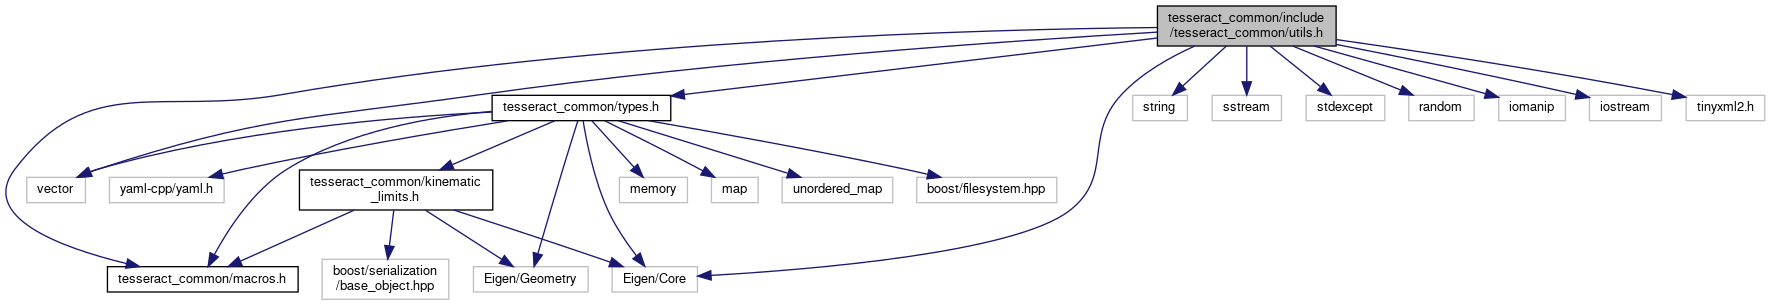 tesseract_common/include
/tesseract_common/utils.h
tesseract_common/types.h
string
sstream
stdexcept
random
iomanip
iostream
tinyxml2.h
vector
yaml-cpp/yaml.h
tesseract_common/kinematic
_limits.h
memory
map
unordered_map
boost/filesystem.hpp
tesseract_common/macros.h
boost/serialization
/base_object.hpp
Eigen/Geometry
Eigen/Core